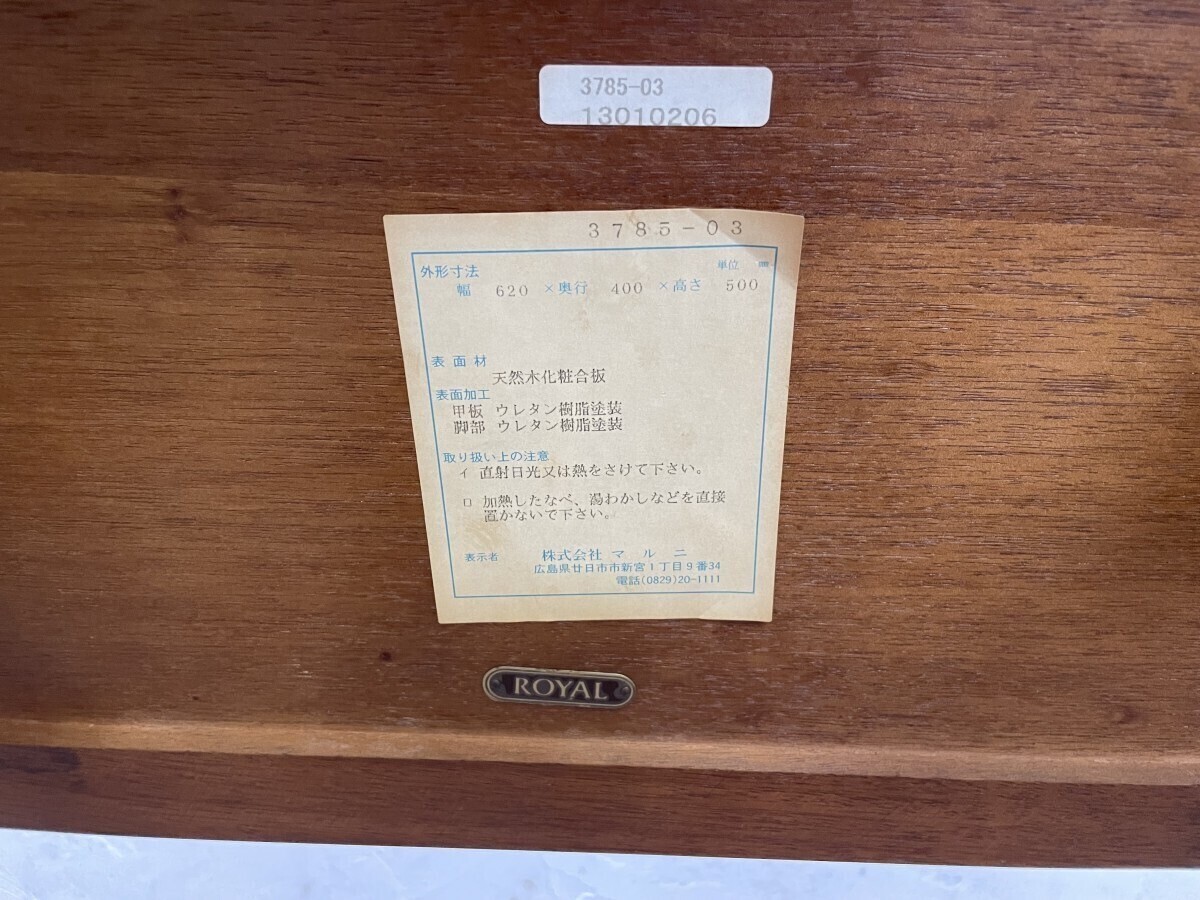 3785-03
13010206
3785-03
外形寸法 単位 ㎜
幅 620 ×奥行 400 ×高さ 500
表面材
天然木化粧合板
表面加工
甲板 ウレタン樹脂塗装
脚部 ウレタン樹脂塗装
取り扱い上の注意
イ 直射日光又は熱をさけて下さい。
ロ 加熱したなべ、湯わかしなどを直接
置かないで下さい。
表示者 株式会社 マルニ
広島県廿日市市新宮1丁目9番34
電話(0829)20-1111
ROYAL